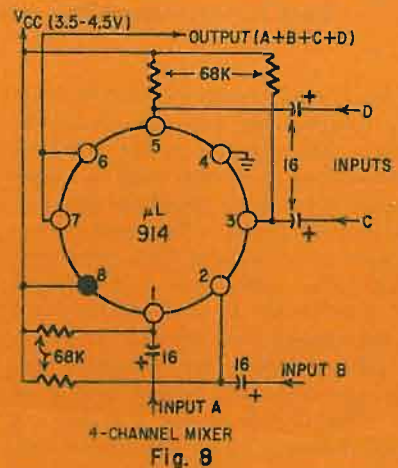 VCC (3.5-4.5V)
OUTPUT (A+B+C+D)
68K
+
D
5
6
4
16
INPUTS
7
μL
914
3
C
+
8
2
1
68K
+
16
16
+
INPUT B
INPUT A
4-CHANNEL MIXER
Fig. 8